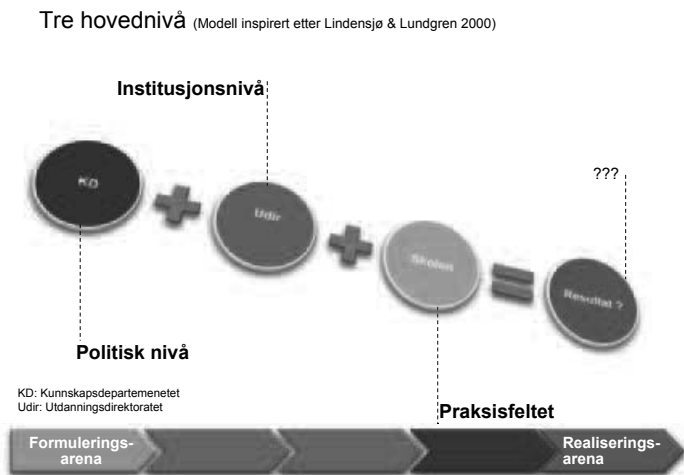 Tre hovednivå (Modell inspirert etter Lindensjø & Lundgren 2000)
Institusjonsnivå
???
KD
Udir
Skolen
Resultat ?
Politisk nivå
KD: Kunnskapsdepartemenetet
Udir: Utdanningsdirektoratet
Praksisfeltet
Formulerings-
arena
Realiserings-
arena